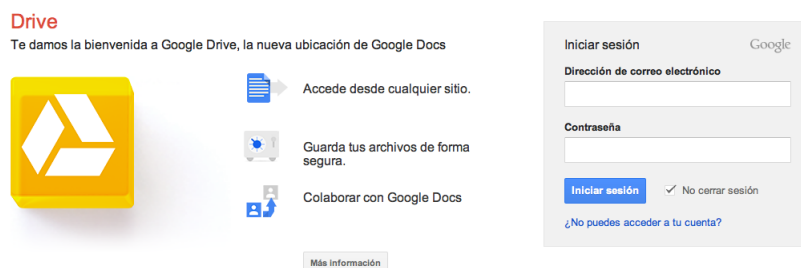 Drive
Te damos la bienvenida a Google Drive, la nueva ubicación de Google Docs
Accede desde cualquier sitio.
Guarda tus archivos de forma
segura.
Colaborar con Google Docs
Más información
Iniciar sesión Google
Dirección de correo electrónico
Contraseña
Iniciar sesión No cerrar sesión
¿No puedes acceder a tu cuenta?